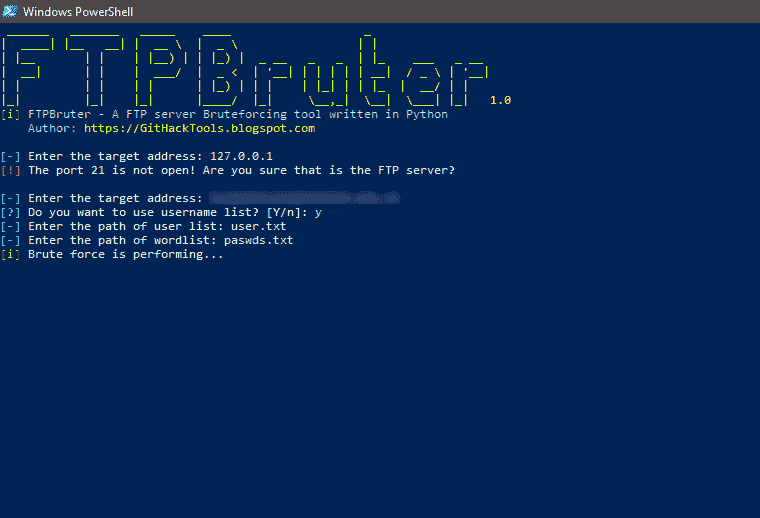 Windows PowerShell
FTPBruter
1.0
[i] FTPBruter - A FTP server Bruteforcing tool written in Python
Author: https://GitHackTools.blogspot.com
[-] Enter the target address: 127.0.0.1
[!] The port 21 is not open! Are you sure that is the FTP server?
[-] Enter the target address:
[?] Do you want to use username list? [Y/n]: y
[-] Enter the path of user list: user.txt
[-] Enter the path of wordlist: paswds.txt
[i] Brute force is performing...